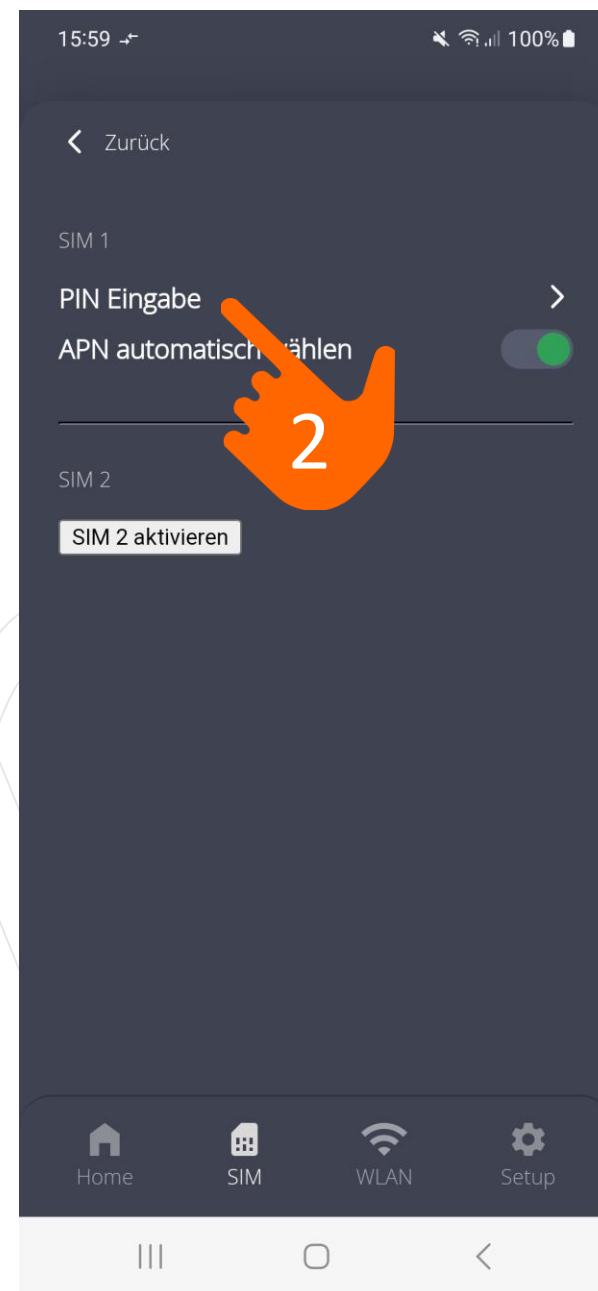 15:59 100%
Zurück
SIM 1
PIN Eingabe
APN automatisch wählen
2
SIM 2
SIM 2 aktivieren
Home SIM WLAN Setup